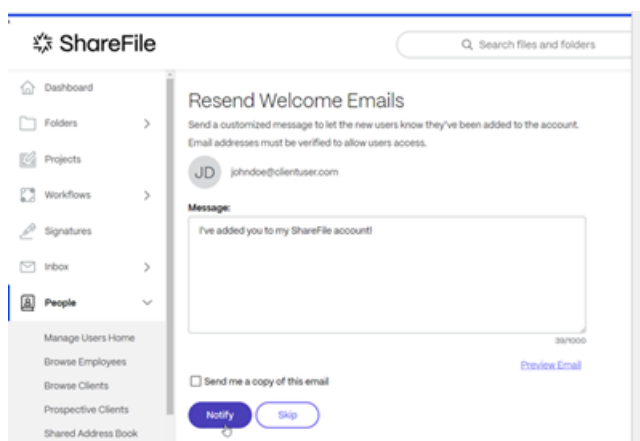 ShareFile
Search files and folders
Dashboard
Folders
Projects
Workflows
Signatures
Inbox
People
Manage Users Home
Browse Employees
Browse Clients
Prospective Clients
Shared Address Book
Resend Welcome Emails
Send a customized message to let the new users know they've been added to the account.
Email addresses must be verified to allow users access.
JD
johndoe@clientuser.com
Message:
I've added you to my ShareFile account!
39/1000
Preview Email
Send me a copy of this email
Notify
Skip